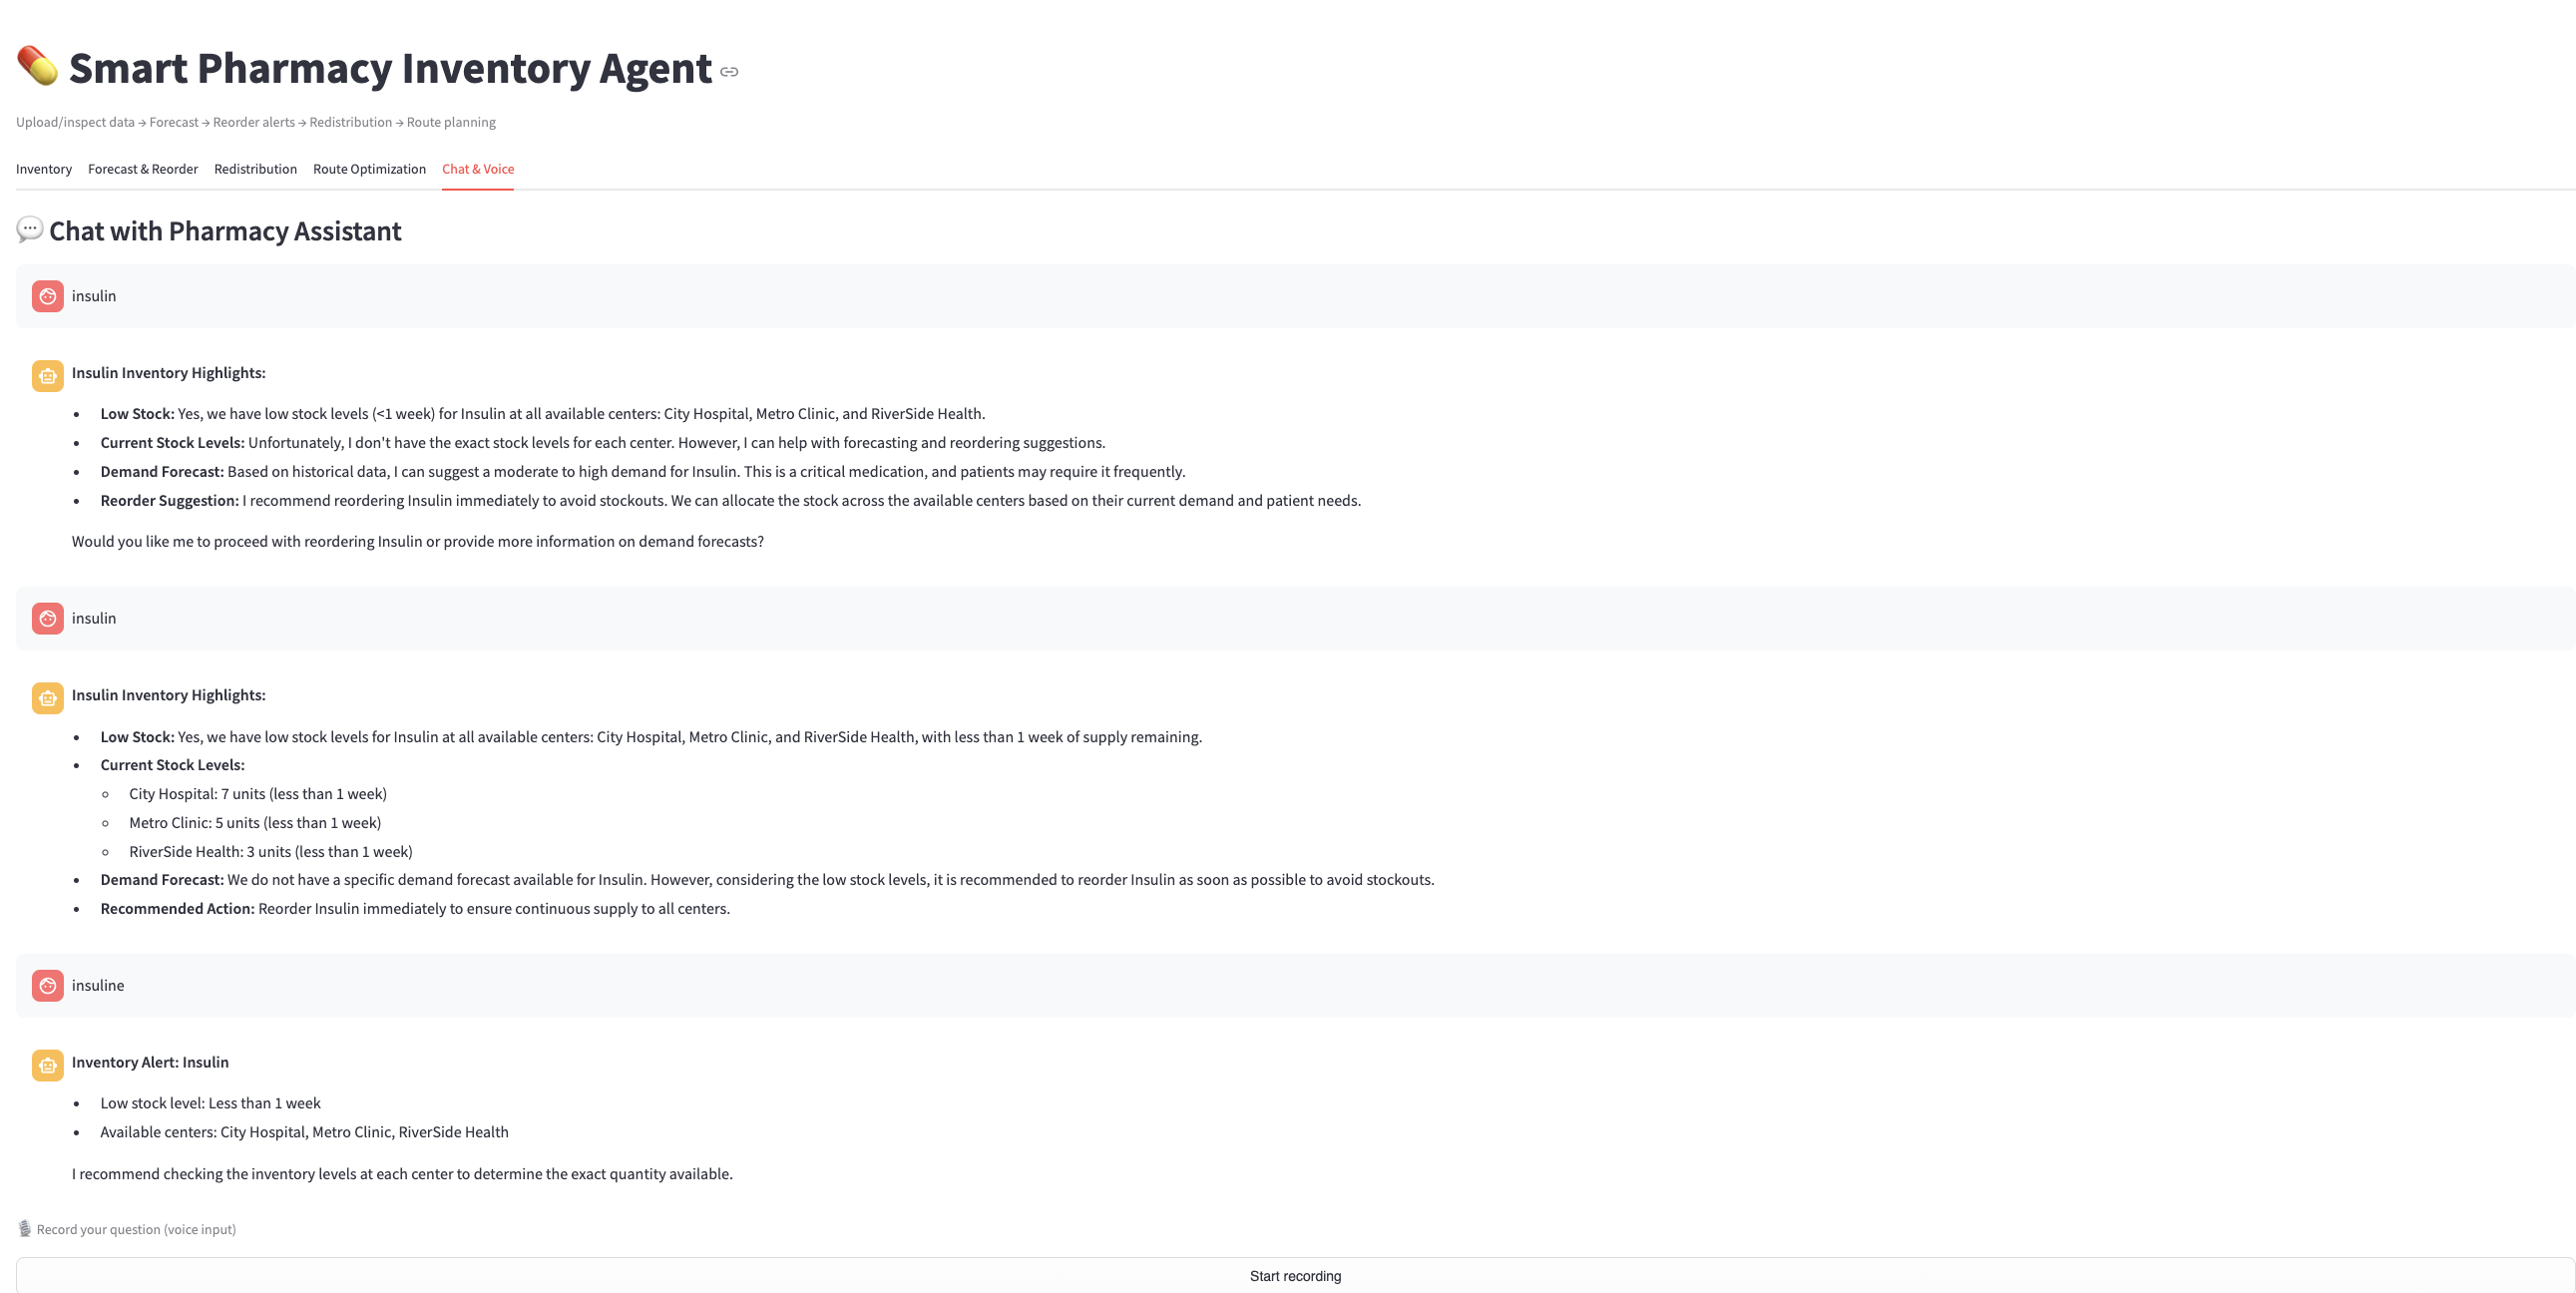 💊 Smart Pharmacy Inventory Agent
Upload/inspect data → Forecast → Reorder alerts → Redistribution → Route planning
Inventory Forecast & Reorder Redistribution Route Optimization Chat & Voice
💬 Chat with Pharmacy Assistant
insulin
Insulin Inventory Highlights:
• Low Stock: Yes, we have low stock levels (<1 week) for Insulin at all available centers: City Hospital, Metro Clinic, and RiverSide Health.
• Current Stock Levels: Unfortunately, I don't have the exact stock levels for each center. However, I can help with forecasting and reordering suggestions.
• Demand Forecast: Based on historical data, I can suggest a moderate to high demand for Insulin. This is a critical medication, and patients may require it frequently.
• Reorder Suggestion: I recommend reordering Insulin immediately to avoid stockouts. We can allocate the stock across the available centers based on their current demand and patient needs.
Would you like me to proceed with reordering Insulin or provide more information on demand forecasts?
insulin
Insulin Inventory Highlights:
• Low Stock: Yes, we have low stock levels for Insulin at all available centers: City Hospital, Metro Clinic, and RiverSide Health, with less than 1 week of supply remaining.
• Current Stock Levels:
○ City Hospital: 7 units (less than 1 week)
○ Metro Clinic: 5 units (less than 1 week)
○ RiverSide Health: 3 units (less than 1 week)
• Demand Forecast: We do not have a specific demand forecast available for Insulin. However, considering the low stock levels, it is recommended to reorder Insulin as soon as possible to avoid stockouts.
• Recommended Action: Reorder Insulin immediately to ensure continuous supply to all centers.
insuline
Inventory Alert: Insulin
• Low stock level: Less than 1 week
• Available centers: City Hospital, Metro Clinic, RiverSide Health
I recommend checking the inventory levels at each center to determine the exact quantity available.
🎙️ Record your question (voice input)
Start recording